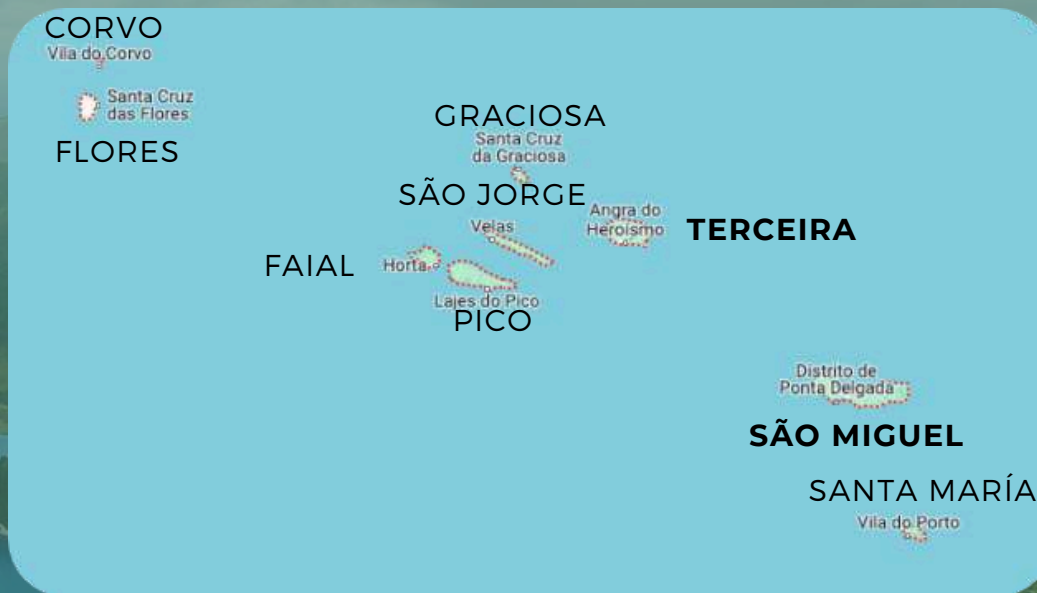 CORVO
Vila do Corvo
Santa Cruz
das Flores
FLORES
GRACIOSA
Santa Cruz
da Graciosa
SÃO JORGE
Velas
Angra do
Heroísmo
TERCEIRA
FAIAL
Horta
Lajes do Pico
PICO
Distrito de
Ponta Delgada
SÃO MIGUEL
SANTA MARÍA
Vila do Porto